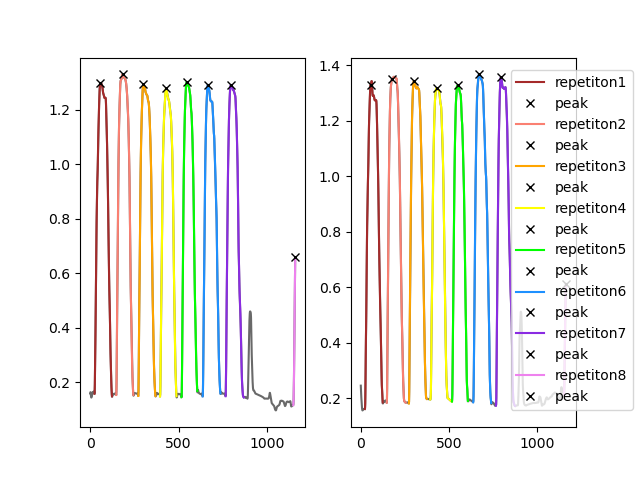 1.2
1.0
0.8
0.6
0.4
0.2
0
500
1000
1.4
1.2
1.0
0.8
0.6
0.4
0.2
0
500
1000
repetiton1
peak
repetiton2
peak
repetiton3
peak
repetiton4
peak
repetiton5
peak
repetiton6
peak
repetiton7
peak
repetiton8
peak